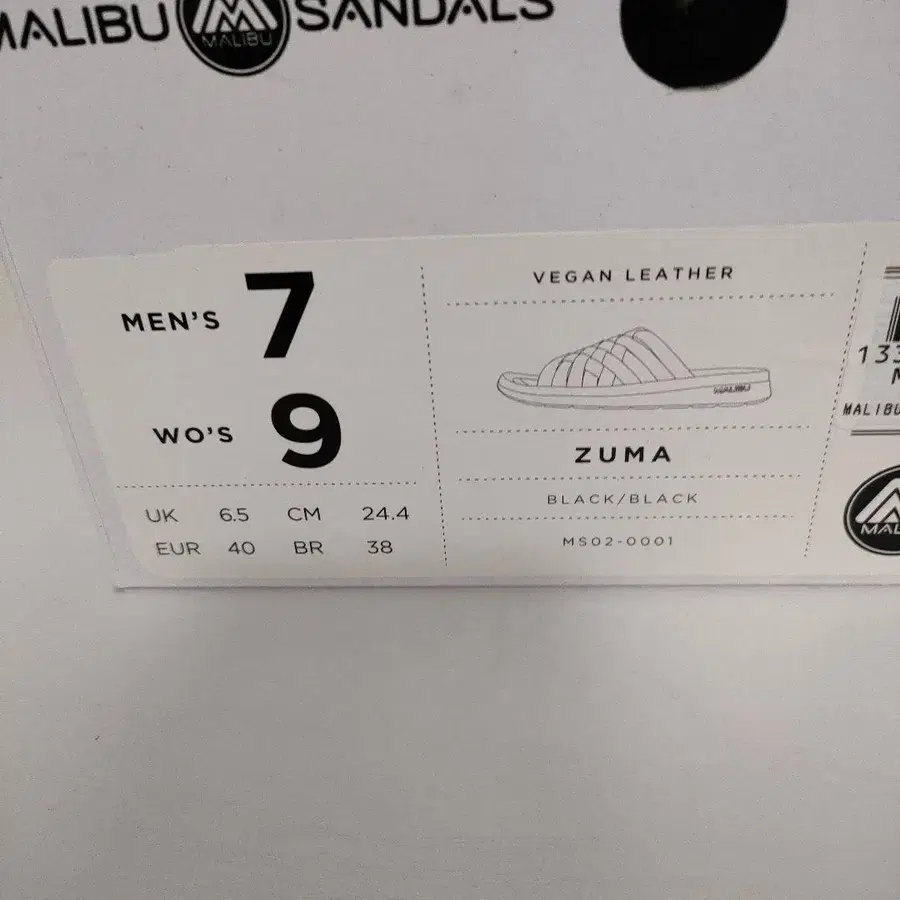 MALIBU MALIBU SANDALS
MEN'S 7
WO'S 9
UK 6.5 CM 24.4
EUR 40 BR 38
VEGAN LEATHER
MALIBU
ZUMA
BLACK/BLACK
MS02-0001
133
MALIBU